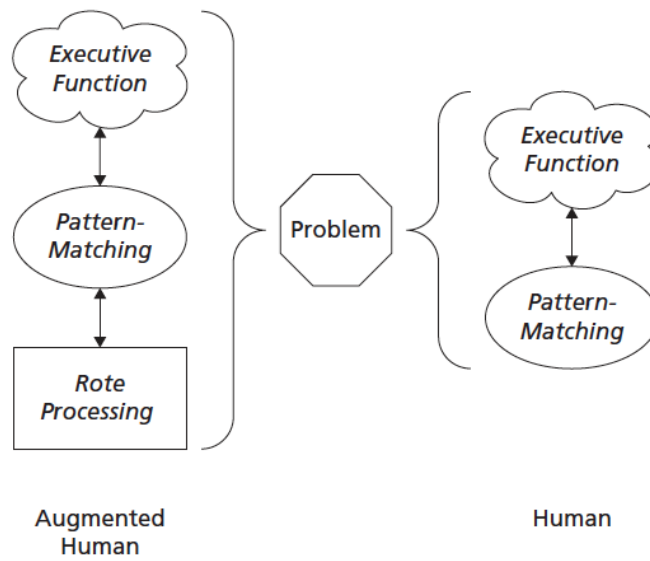 Executive
Function
Pattern-
Matching
Rote
Processing
Augmented
Human
Problem
Executive
Function
Pattern-
Matching
Human